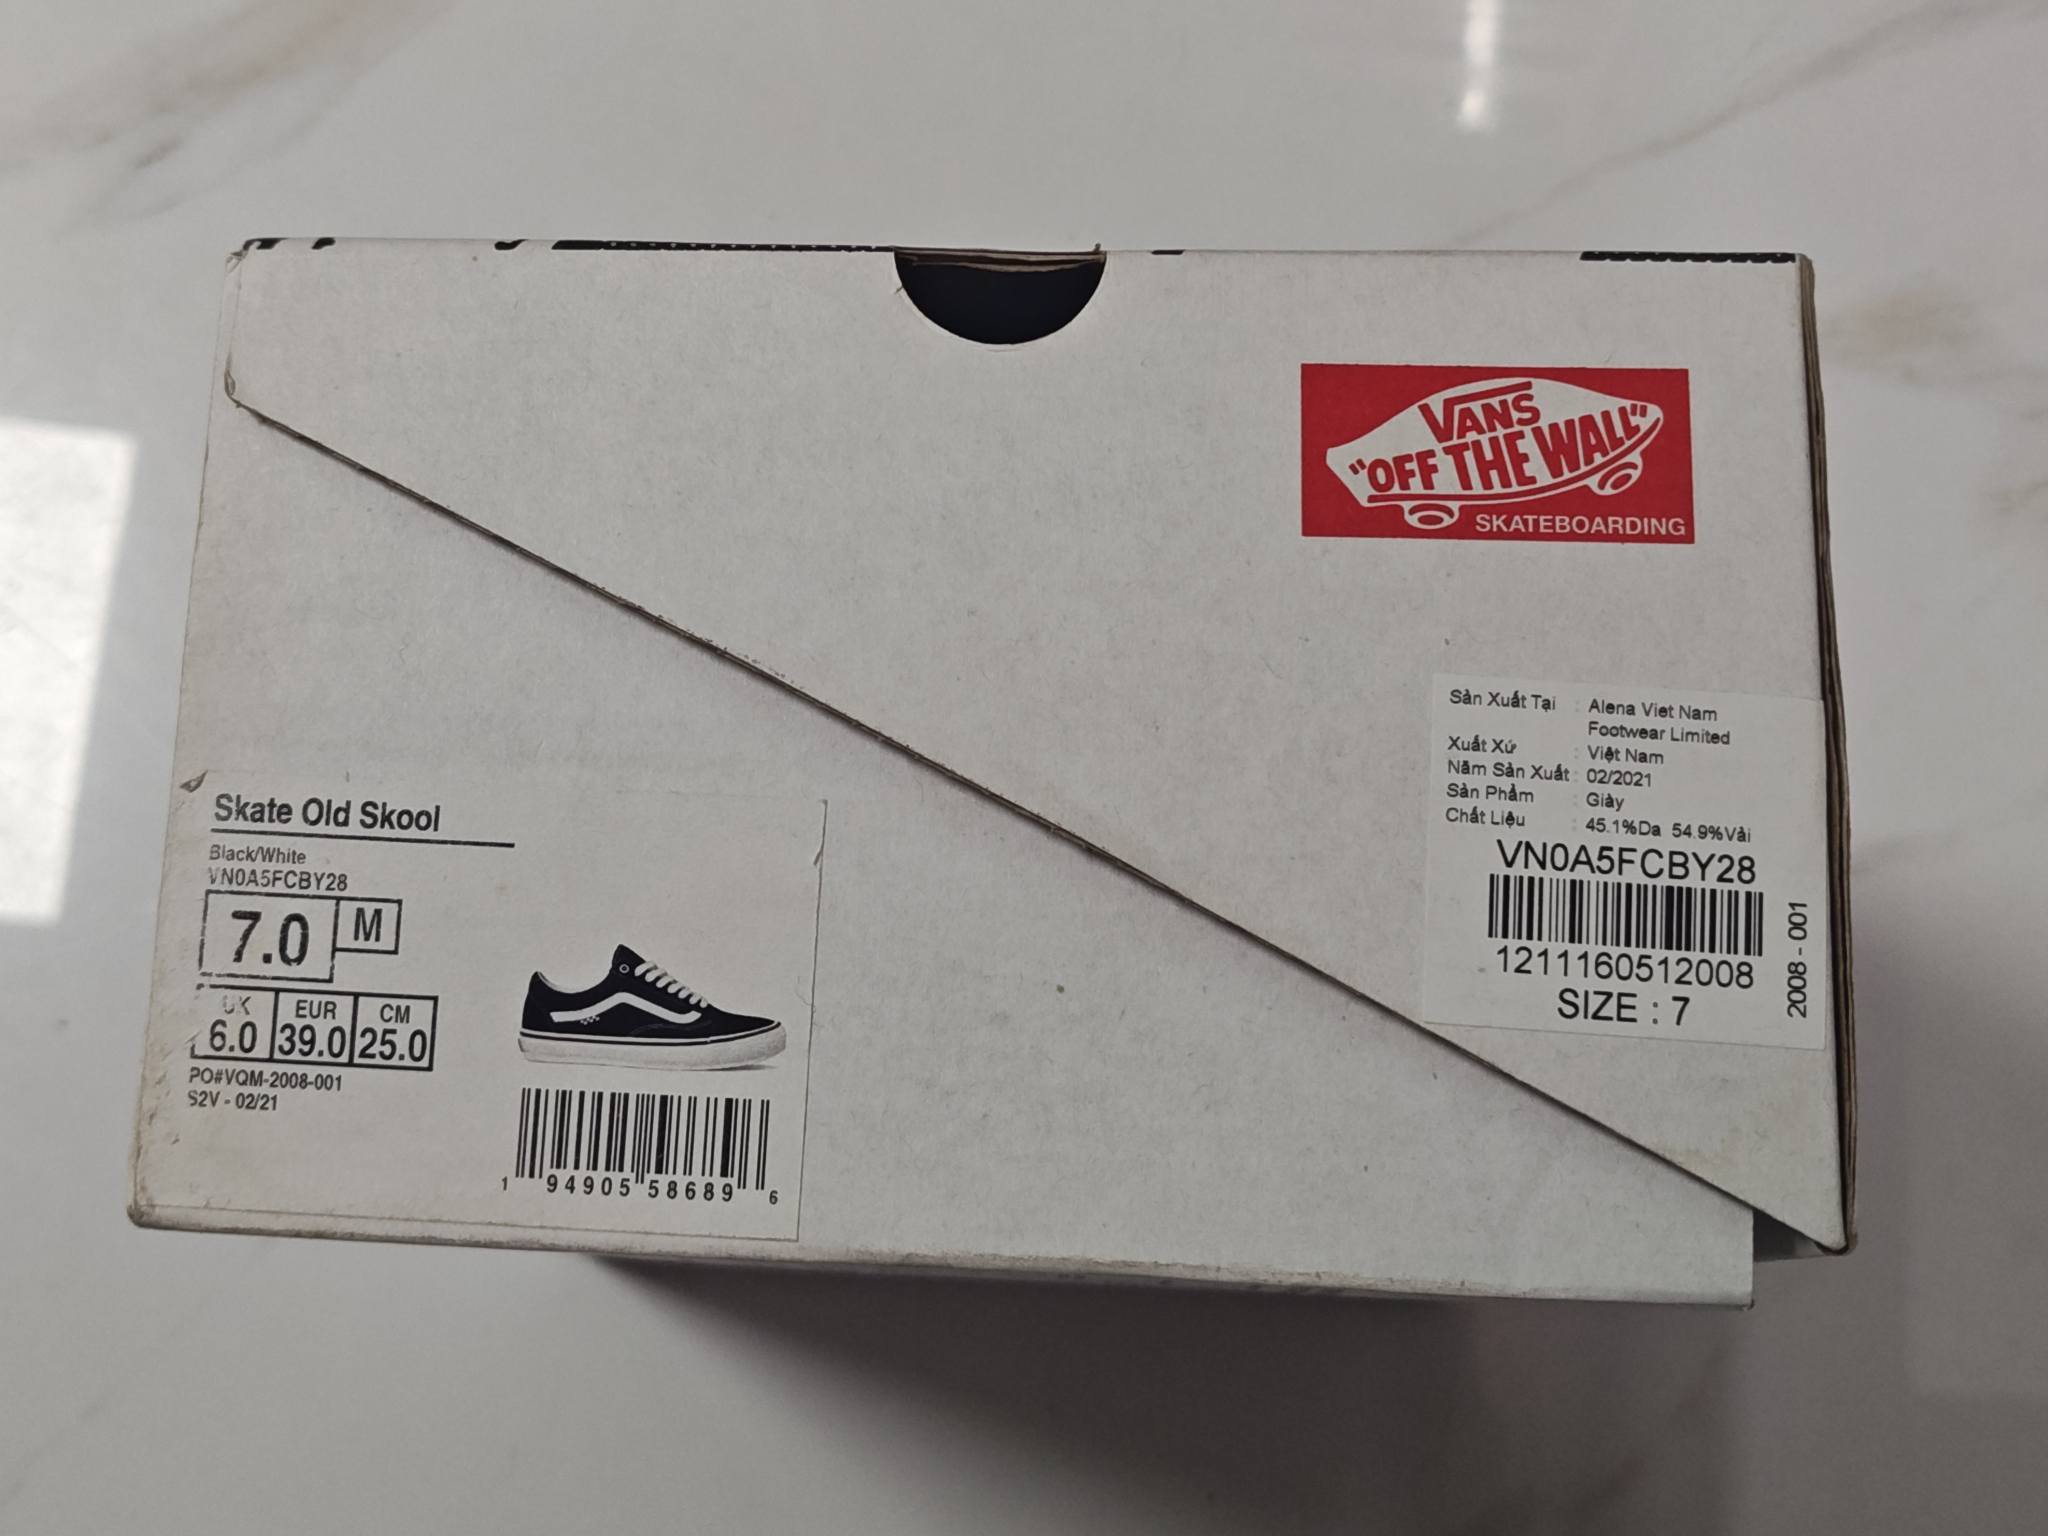 VANS
"OFF THE WALL"
SKATEBOARDING
Sản Xuất Tại : Alena Viet Nam
Footwear Limited
Xuất Xứ : Việt Nam
Năm Sản Xuất : 02/2021
Sản Phẩm : Giày
Chất Liệu : 45.1%Da 54.9%Vải
VN0A5FCBY28
1211160512008
SIZE : 7
2008 - 001
Skate Old Skool
Black/White
VN0A5FCBY28
7.0 M
UK EUR CM
6.0 39.0 25.0
PO#VQM-2008-001
S2V - 02/21
1 94905 58689 6